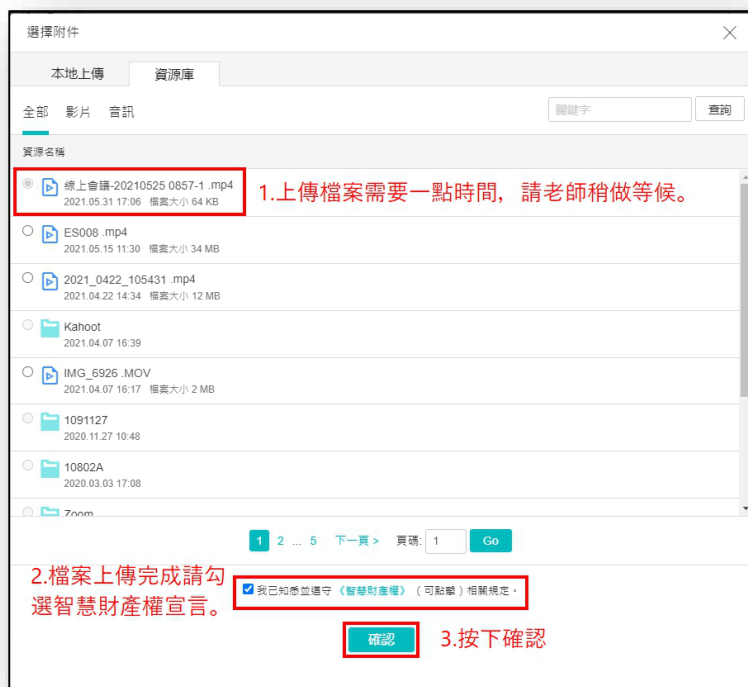 選擇附件
本地上傳 資源庫
全部 影片 音訊 關鍵字 查詢
資源名稱
線上會議-20210525 0857-1 .mp4
2021.05.31 17:06 檔案大小 64 KB
1.上傳檔案需要一點時間，請老師稍做等候。
ES008 .mp4
2021.05.15 11:30 檔案大小 34 MB
2021_0422_105431 .mp4
2021.04.22 14:34 檔案大小 12 MB
Kahoot
2021.04.07 16:39
IMG_6926 .MOV
2021.04.07 16:17 檔案大小 2 MB
1091127
2020.11.27 10:48
10802A
2020.03.03 17:08
Zoom
1 2 ... 5 下一頁 > 頁碼: 1 Go
2.檔案上傳完成請勾
選智慧財產權宣言。
我已知悉並遵守《智慧財產權》（可點擊）相關規定。
確認 3.按下確認